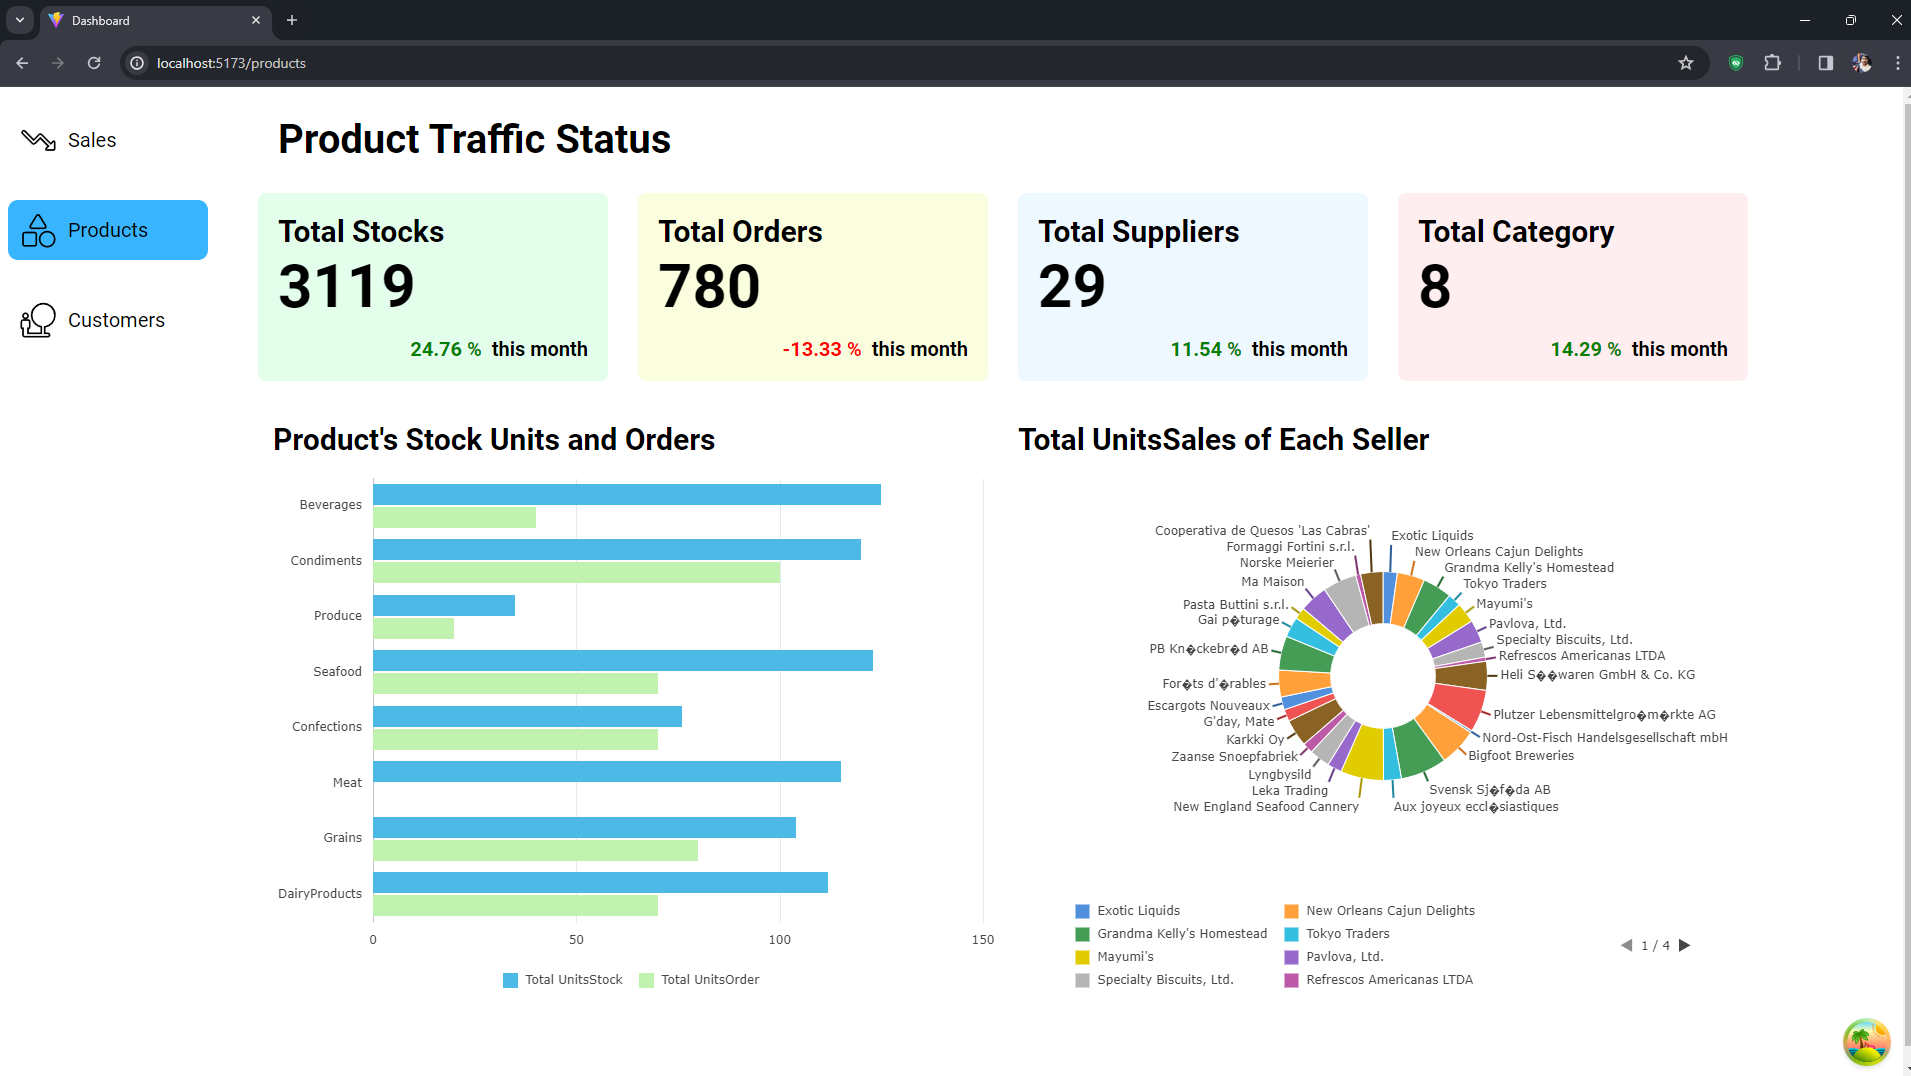 Dashboard
localhost:5173/products
Sales
Products
Customers
Product Traffic Status
Total Stocks
3119
24.76 % this month
Total Orders
780
-13.33 % this month
Total Suppliers
29
11.54 % this month
Total Category
8
14.29 % this month
Product's Stock Units and Orders
Beverages
Condiments
Produce
Seafood
Confections
Meat
Grains
DairyProducts
0 50 100 150
Total UnitsStock Total UnitsOrder
Total UnitsSales of Each Seller
Exotic Liquids
New Orleans Cajun Delights
Grandma Kelly's Homestead
Tokyo Traders
Mayumi's
Pavlova, Ltd.
Specialty Biscuits, Ltd.
Refrescos Americanas LTDA
Heli S��waren GmbH & Co. KG
Plutzer Lebensmittelgro�m�rkte AG
Nord-Ost-Fisch Handelsgesellschaft mbH
Bigfoot Breweries
Svensk Sj�f�da AB
Aux joyeux eccl�siastiques
New England Seafood Cannery
Leka Trading
Lyngbysild
Zaanse Snoepfabriek
Karkki Oy
G'day, Mate
Escargots Nouveaux
For�ts d'�rables
PB Kn�ckebr�d AB
Gai p�turage
Pasta Buttini s.r.l.
Ma Maison
Norske Meierier
Formaggi Fortini s.r.l.
Cooperativa de Quesos 'Las Cabras'
Exotic Liquids New Orleans Cajun Delights
Grandma Kelly's Homestead Tokyo Traders
Mayumi's Pavlova, Ltd.
Specialty Biscuits, Ltd. Refrescos Americanas LTDA
1 / 4